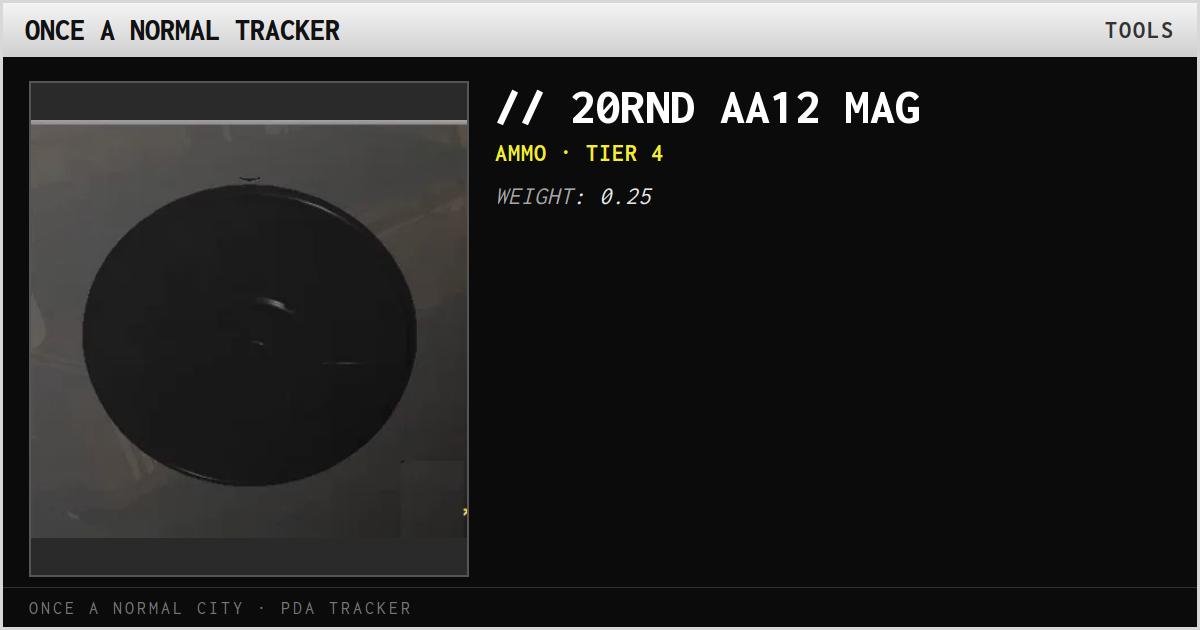 ONCE A NORMAL TRACKER
TOOLS
// 20RND AA12 MAG
AMMO · TIER 4
WEIGHT: 0.25
ONCE A NORMAL CITY · PDA TRACKER